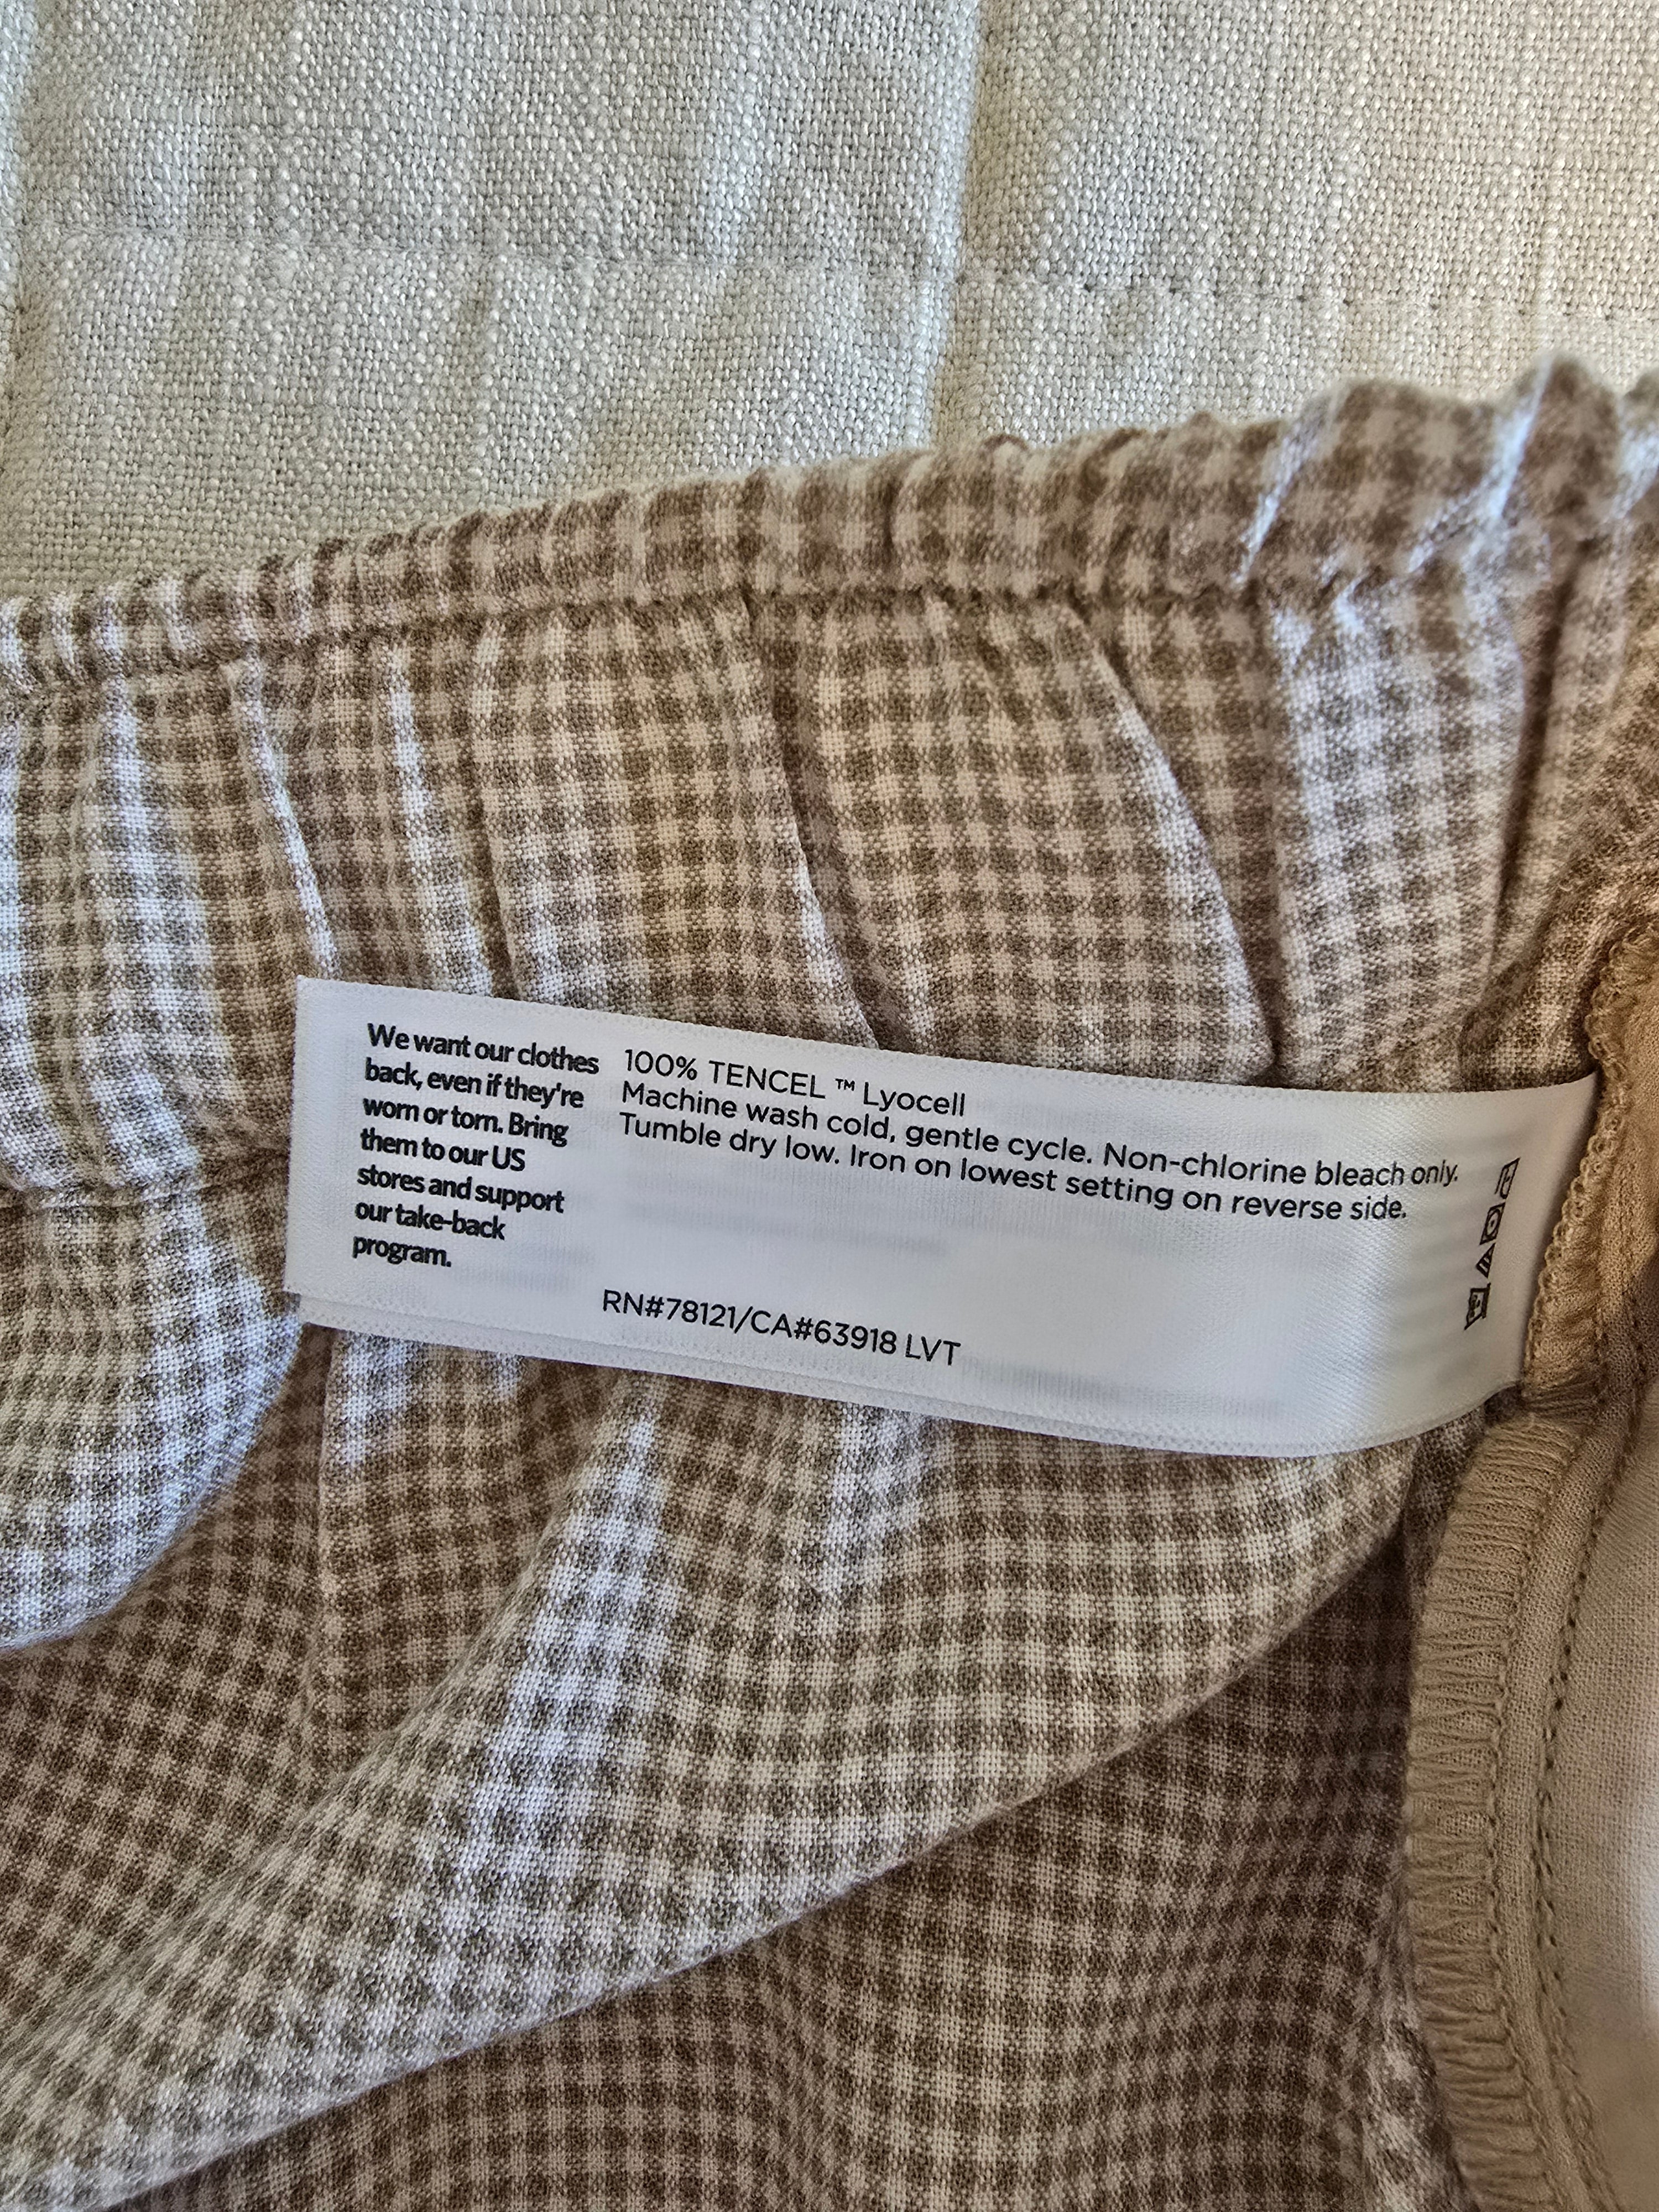 We want our clothes
back, even if they're
worn or torn. Bring
them to our US
stores and support
our take-back
program.
100% TENCEL ™ Lyocell
Machine wash cold, gentle cycle. Non-chlorine bleach only.
Tumble dry low. Iron on lowest setting on reverse side.
RN#78121/CA#63918 LVT